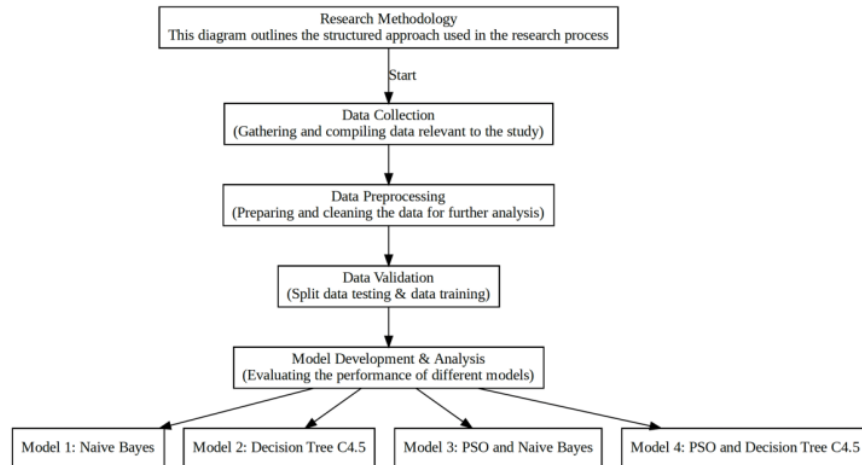 Research Methodology
This diagram outlines the structured approach used in the research process
Start
Data Collection
(Gathering and compiling data relevant to the study)
Data Preprocessing
(Preparing and cleaning the data for further analysis)
Data Validation
(Split data testing & data training)
Model Development & Analysis
(Evaluating the performance of different models)
Model 1: Naive Bayes
Model 2: Decision Tree C4.5
Model 3: PSO and Naive Bayes
Model 4: PSO and Decision Tree C4.5